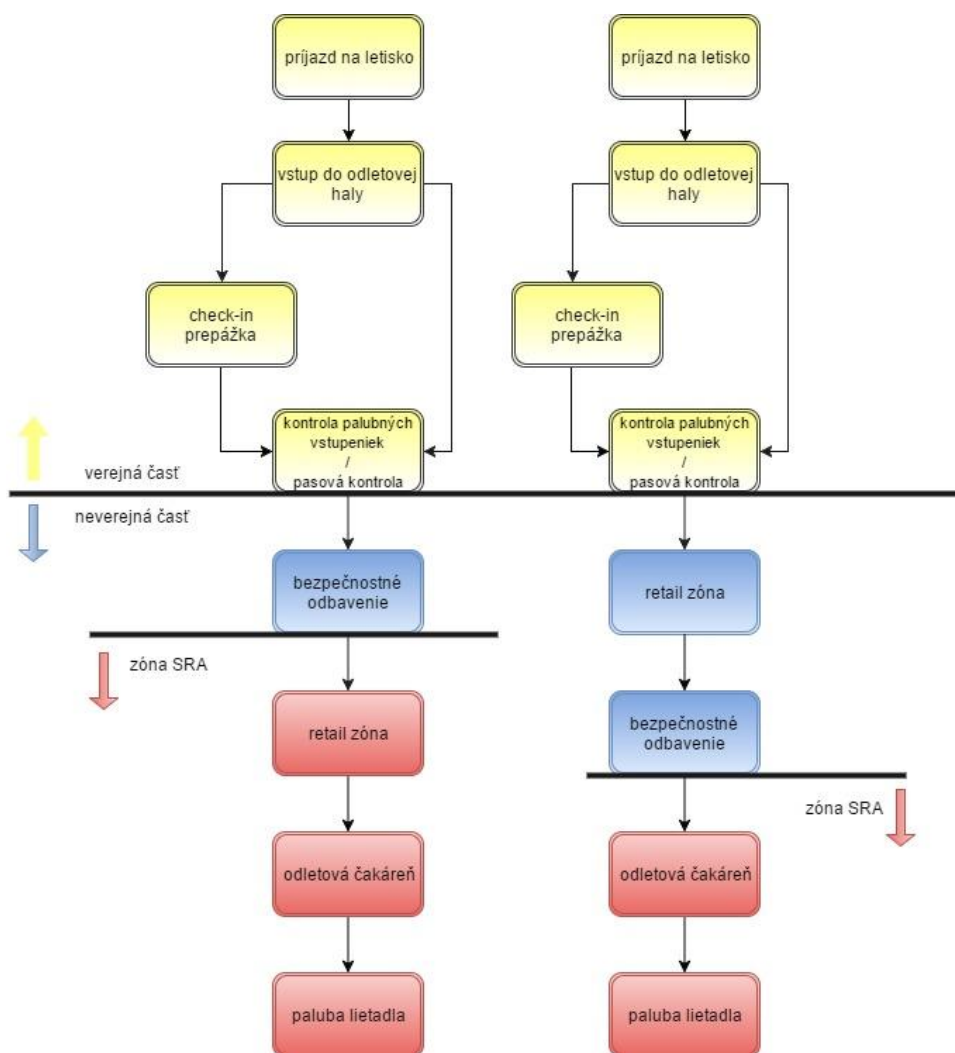 príjazd na letisko
príjazd na letisko
vstup do odletovej
haly
vstup do odletovej
haly
check-in
prepážka
check-in
prepážka
kontrola palubných
vstupeniek
/
pasová kontrola
kontrola palubných
vstupeniek
/
pasová kontrola
verejná časť
neverejná časť
bezpečnostné
odbavenie
retail zóna
zóna SRA
retail zóna
bezpečnostné
odbavenie
zóna SRA
odletová čakáreň
odletová čakáreň
paluba lietadla
paluba lietadla